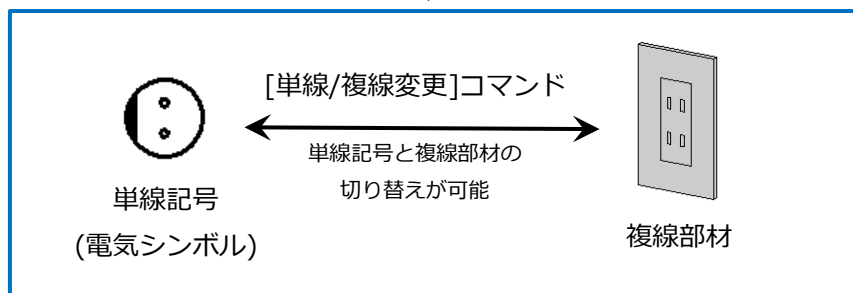 [単線/複線変更]コマンド
単線記号と複線部材の
切り替えが可能
単線記号
(電気シンボル)
複線部材